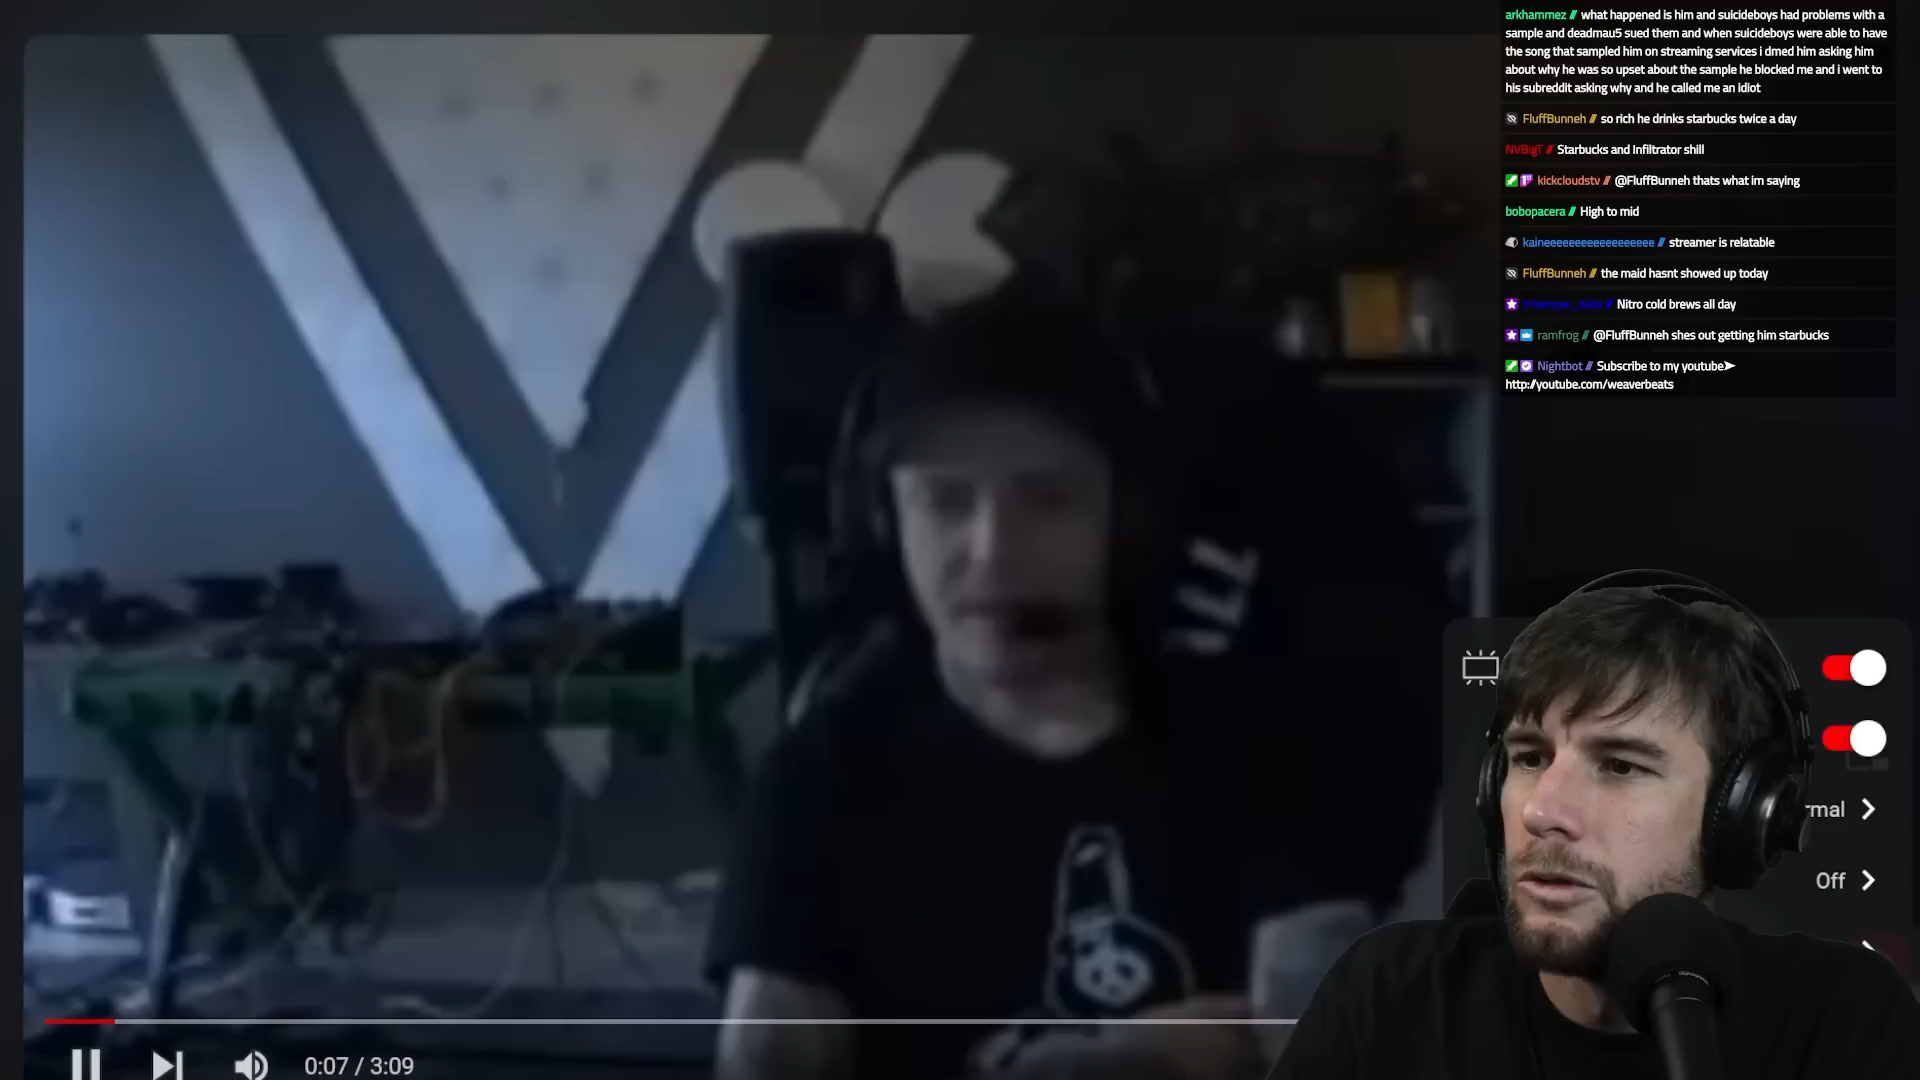 arkhammez // what happened is him and suicideboys had problems with a
sample and deadmau5 sued them and when suicideboys were able to have
the song that sampled him on streaming services i dmed him asking him
about why he was so upset about the sample he blocked me and i went to
his subreddit asking why and he called me an idiot
FluffBunneh // so rich he drinks starbucks twice a day
NVBigT // Starbucks and Infiltrator shill
kickcloudstv // @FluffBunneh thats what im saying
bobopacera // High to mid
kaineeeeeeeeeeeeeeeeee // streamer is relatable
FluffBunneh // the maid hasnt showed up today
// Nitro cold brews all day
ramfrog // @FluffBunneh shes out getting him starbucks
Nightbot // Subscribe to my youtube➤
http://youtube.com/weaverbeats
rmal
Off
0:07 / 3:09